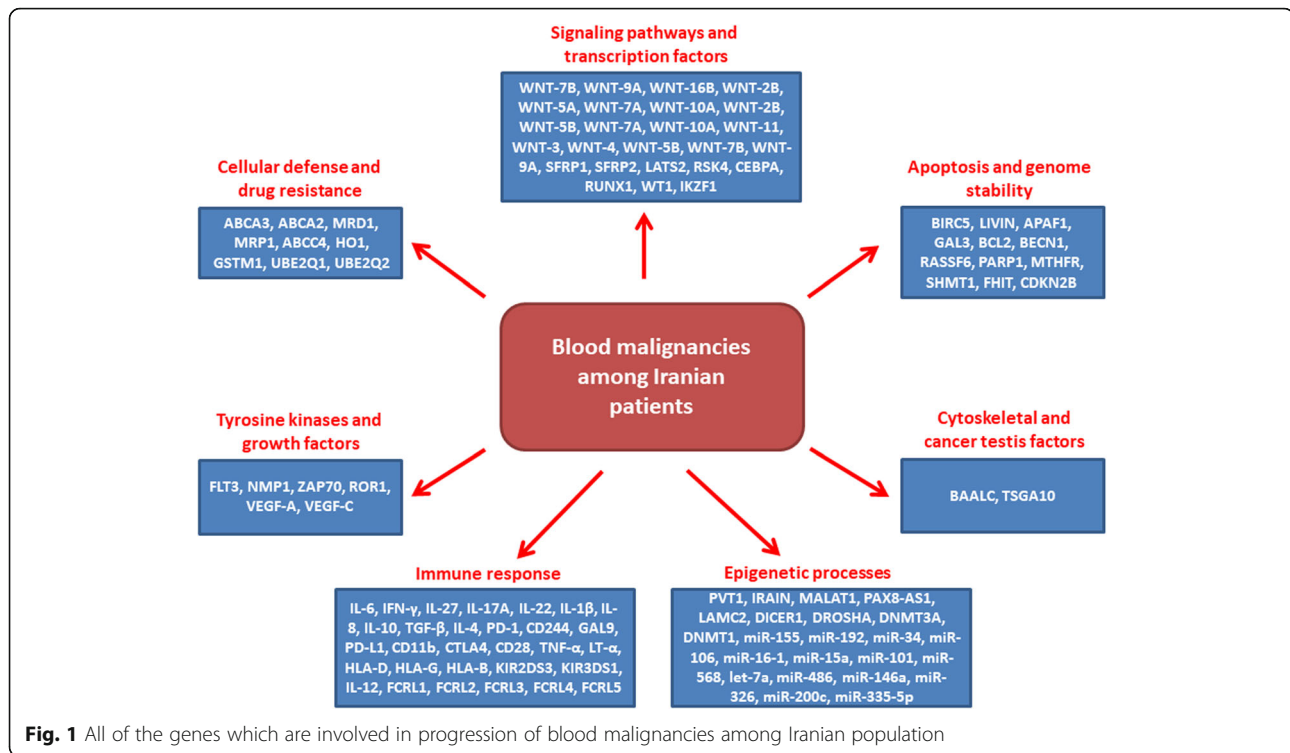 Signaling pathways and
transcription factors
WNT-7B, WNT-9A, WNT-16B, WNT-2B,
WNT-5A, WNT-7A, WNT-10A, WNT-2B,
WNT-5B, WNT-7A, WNT-10A, WNT-11,
WNT-3, WNT-4, WNT-5B, WNT-7B, WNT-
9A, SFRP1, SFRP2, LATS2, RSK4, CEBPA,
RUNX1, WT1, IKZF1
Cellular defense and
drug resistance
ABCA3, ABCA2, MRD1,
MRP1, ABCC4, HO1,
GSTM1, UBE2Q1, UBE2Q2
Apoptosis and genome
stability
BIRC5, LIVIN, APAF1,
GAL3, BCL2, BECN1,
RASSF6, PARP1, MTHFR,
SHMT1, FHIT, CDKN2B
Blood malignancies
among Iranian
patients
Tyrosine kinases and
growth factors
FLT3, NMP1, ZAP70, ROR1,
VEGF-A, VEGF-C
Cytoskeletal and
cancer testis factors
BAALC, TSGA10
Immune response
IL-6, IFN-γ, IL-27, IL-17A, IL-22, IL-1β, IL-
8, IL-10, TGF-β, IL-4, PD-1, CD244, GAL9,
PD-L1, CD11b, CTLA4, CD28, TNF-α, LT-α,
HLA-D, HLA-G, HLA-B, KIR2DS3, KIR3DS1,
IL-12, FCRL1, FCRL2, FCRL3, FCRL4, FCRL5
Epigenetic processes
PVT1, IRAIN, MALAT1, PAX8-AS1,
LAMC2, DICER1, DROSHA, DNMT3A,
DNMT1, miR-155, miR-192, miR-34, miR-
106, miR-16-1, miR-15a, miR-101, miR-
568, let-7a, miR-486, miR-146a, miR-
326, miR-200c, miR-335-5p
Fig. 1 All of the genes which are involved in progression of blood malignancies among Iranian population